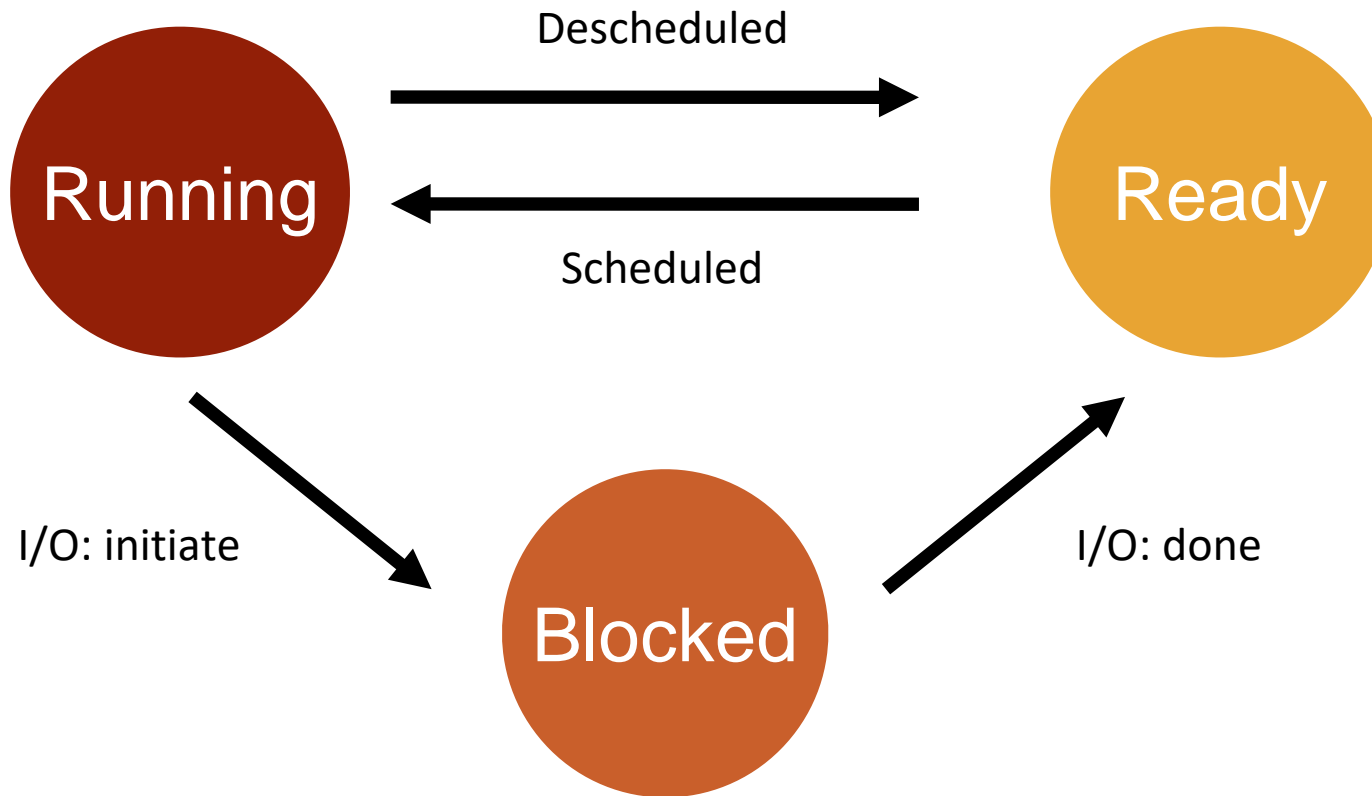 Descheduled
Running
Ready
Scheduled
I/O: initiate
I/O: done
Blocked